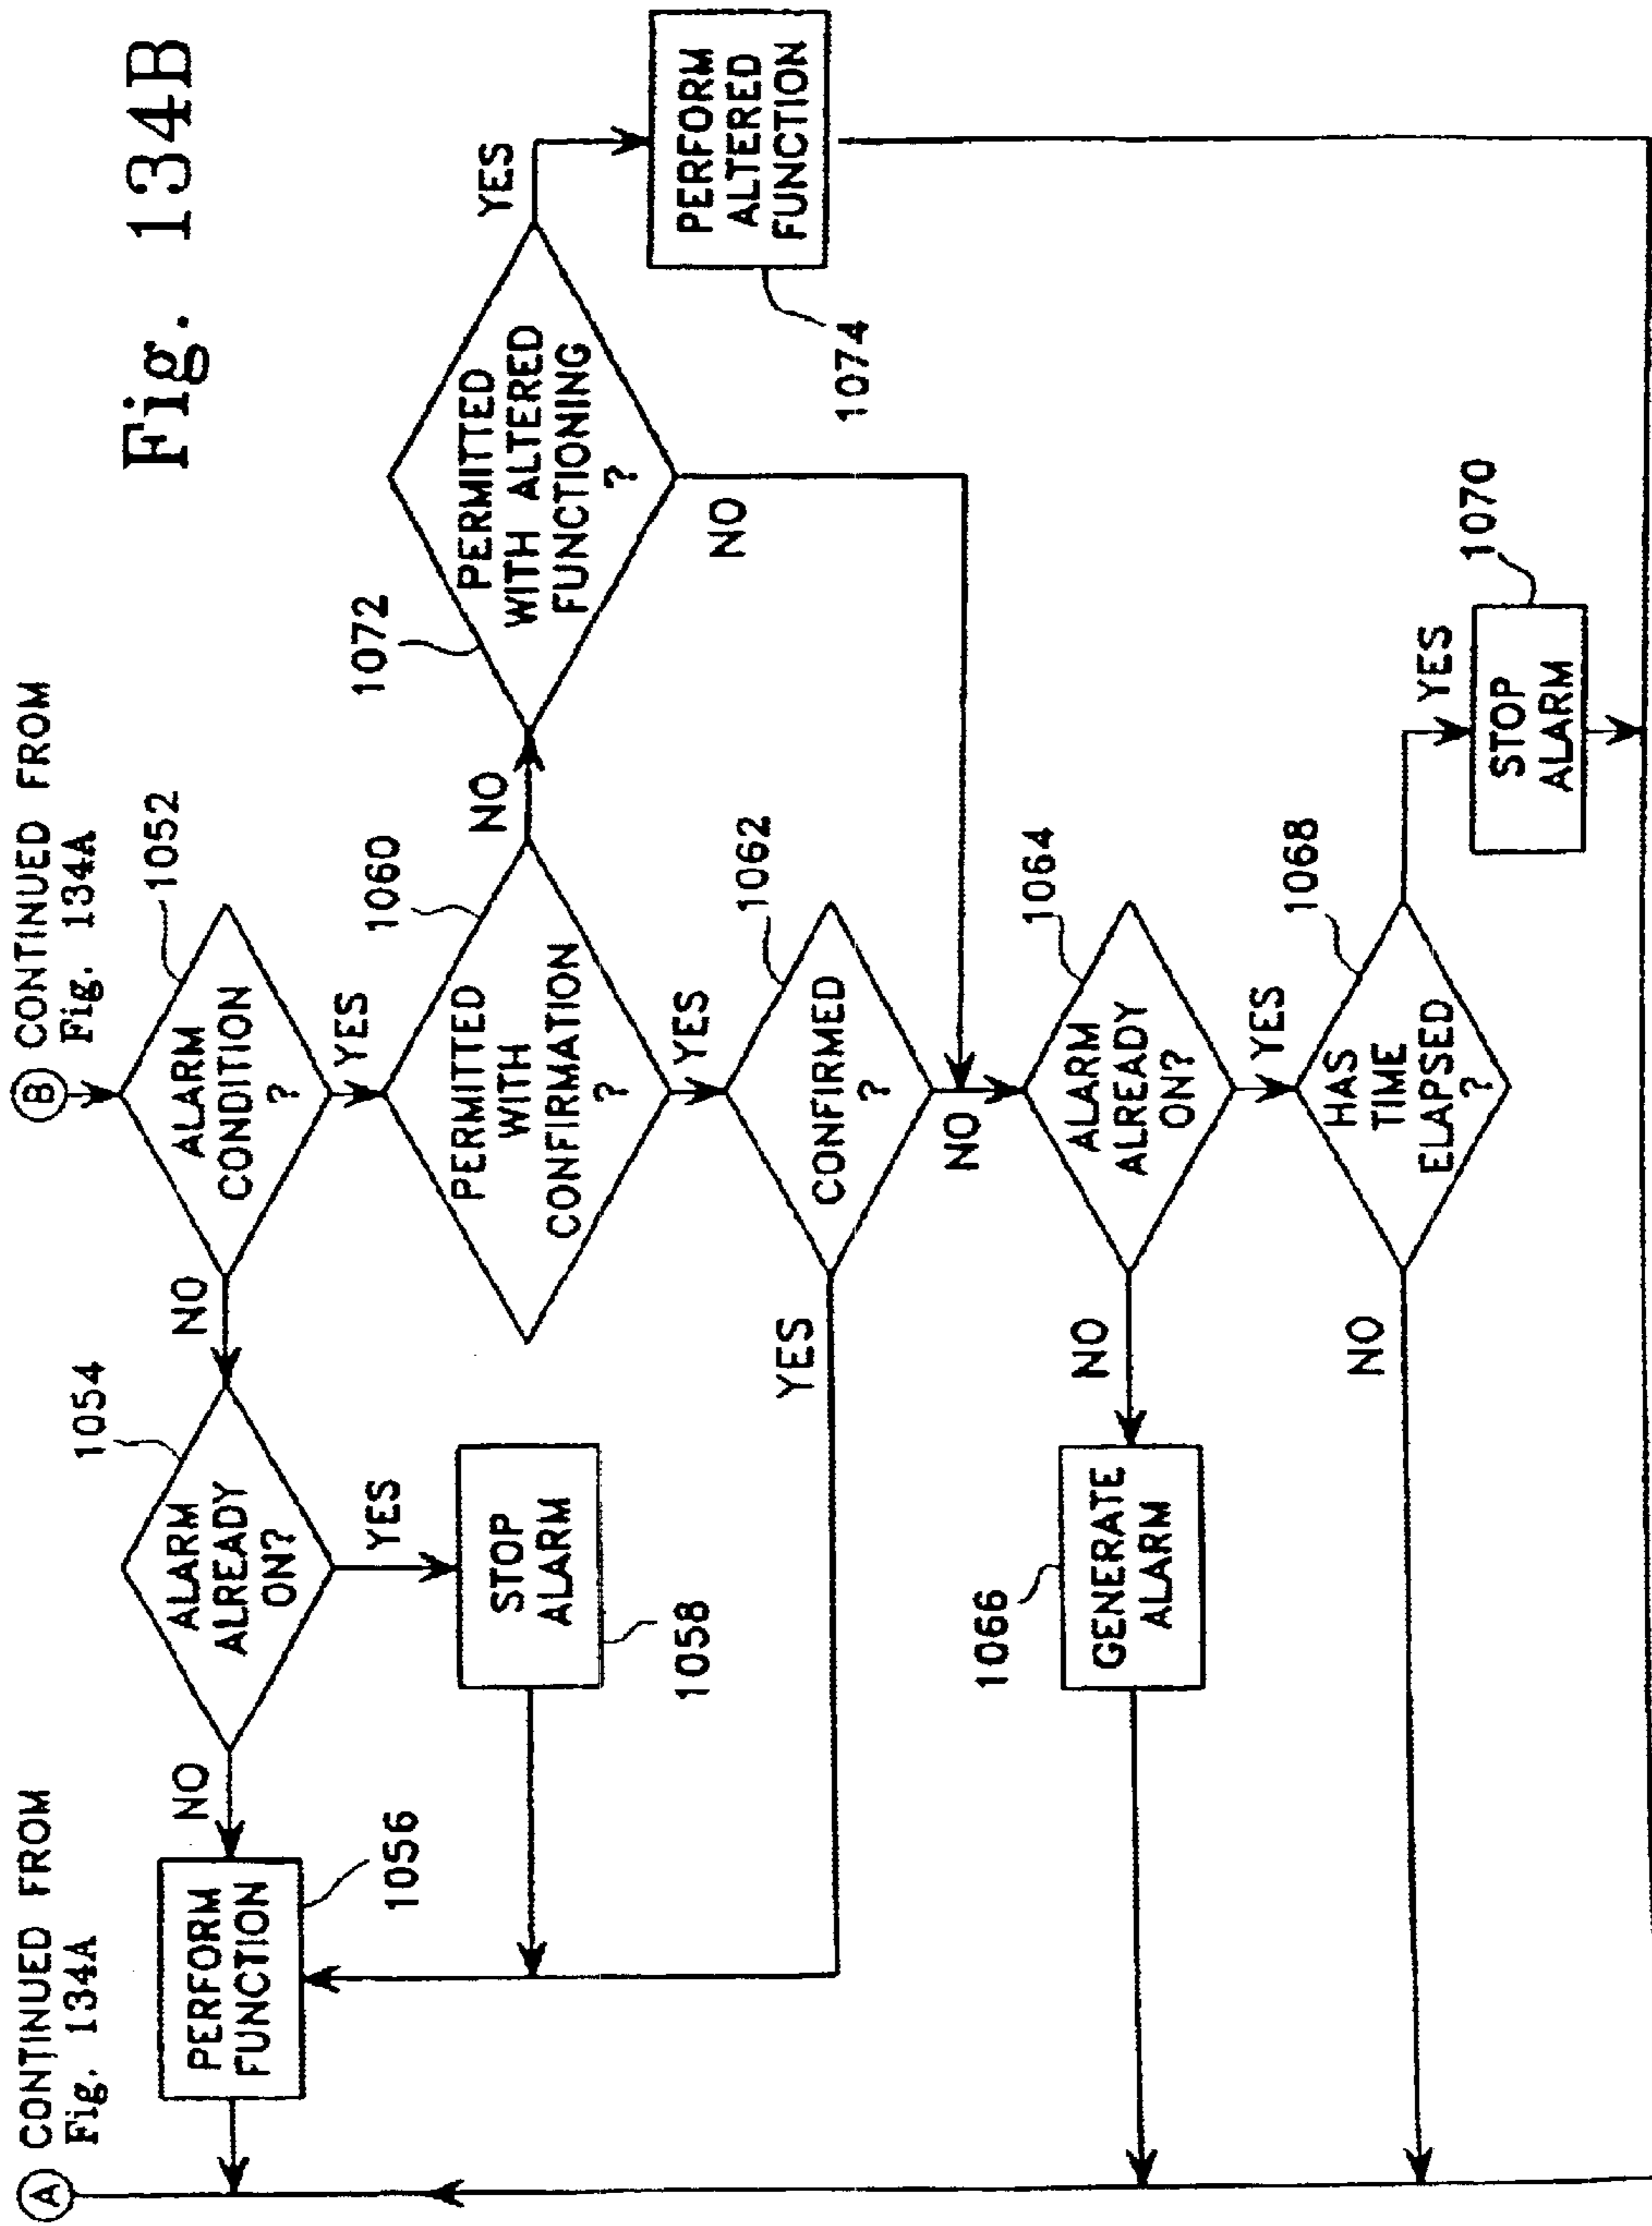 Fig. 134B
A
CONTINUED FROM
Fig. 134A
B
CONTINUED FROM
Fig. 134A
PERFORM
FUNCTION
1056
NO
ALARM
ALREADY
ON?
1054
NO
ALARM
CONDITION
?
1052
YES
STOP
ALARM
1058
YES
PERMITTED
WITH
CONFIRMATION
?
1060
NO
PERMITTED
WITH ALTERED
FUNCTIONING
?
1072
YES
PERFORM
ALTERED
FUNCTION
1074
NO
YES
CONFIRMED
?
1062
YES
NO
ALARM
ALREADY
ON?
1064
NO
GENERATE
ALARM
1066
YES
HAS
TIME
ELAPSED
?
1068
NO
YES
STOP
ALARM
1070